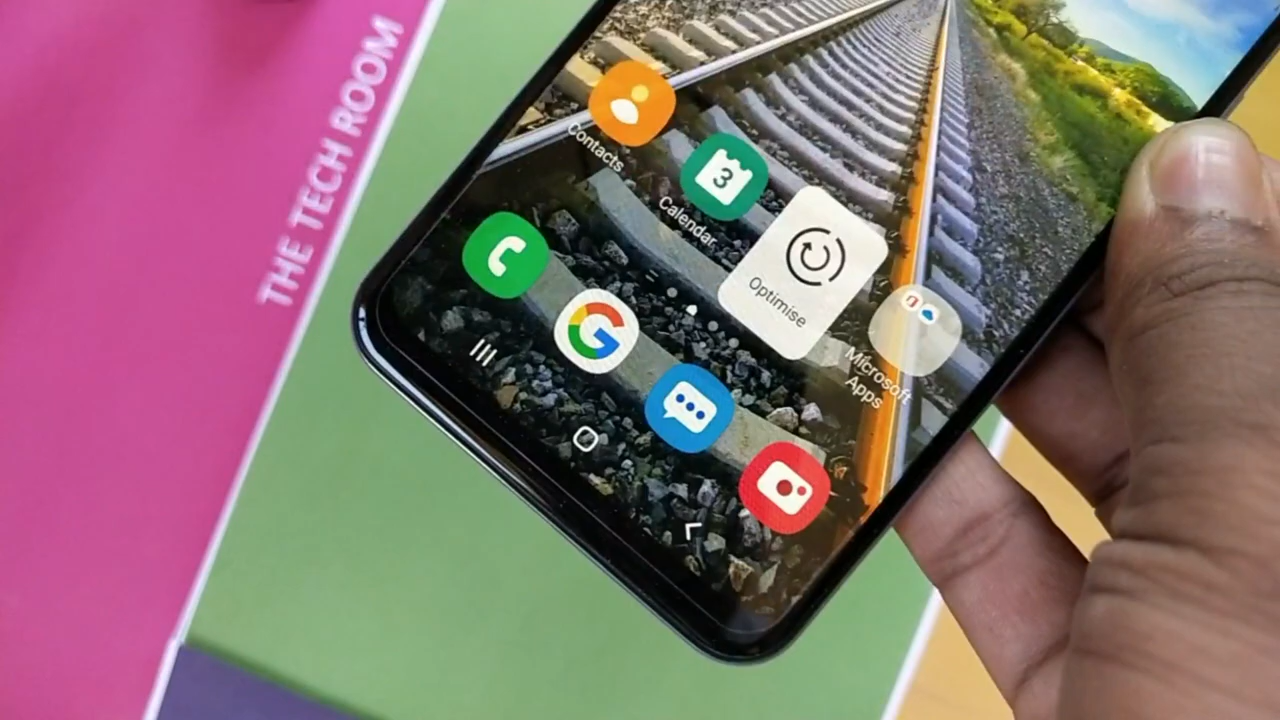 THE TECH ROOM
Contacts
3
Calendar
Optimise
Microsoft
Apps
G